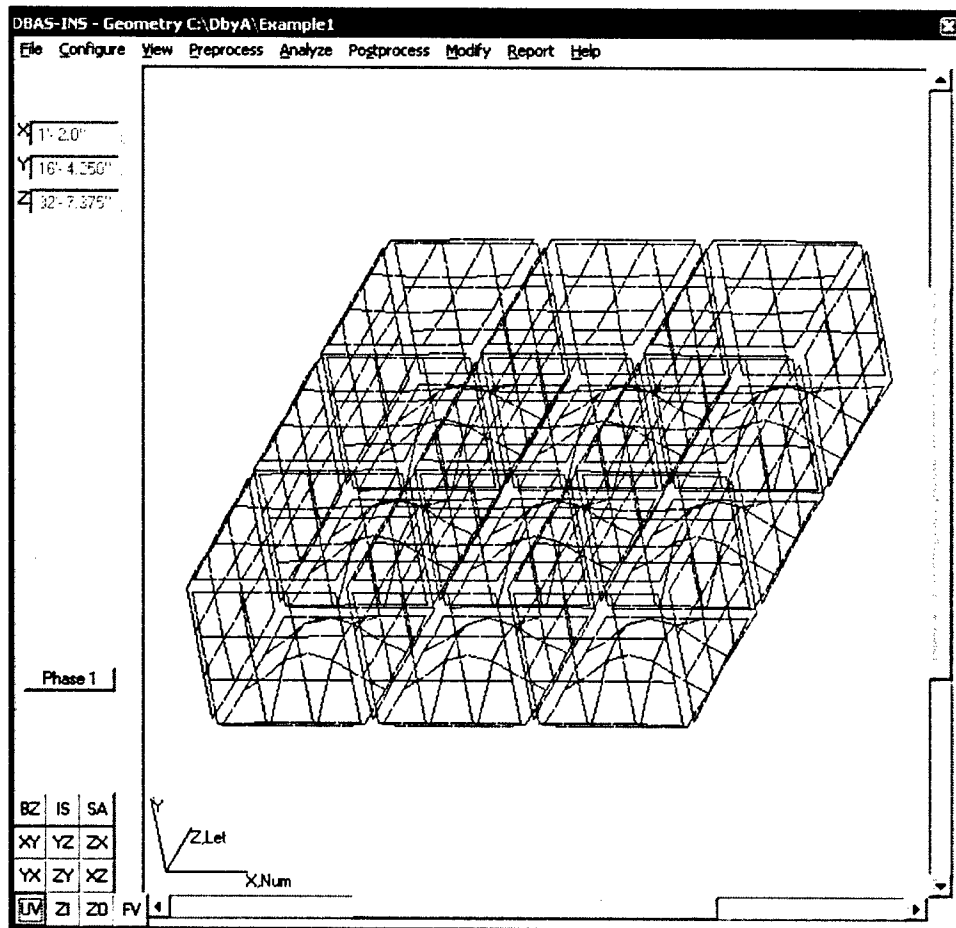 DBAS-INS - Geometry C:\DbyA\Example1
File Configure View Preprocess Analyze Postprocess Modify Report Help
X 1'- 2.0"
Y 16'- 4.250"
Z 32'- 7.375"
Phase 1
BZ IS SA
XY YZ ZX
YX ZY XZ
UV ZI ZO FV
Y
Z,Let
X,Num